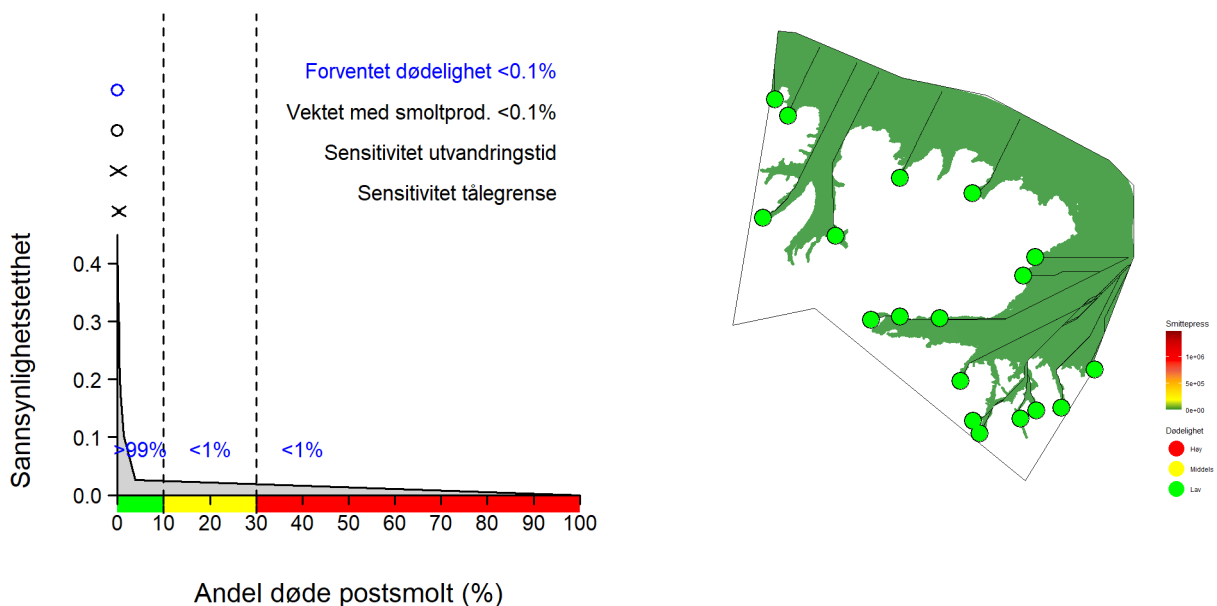 Forventet dødelighet <0.1%
Vektet med smoltprod. <0.1%
Sensitivitet utvandringstid
Sensitivitet tålegrense
Sannsynlighetstetthet
0.4
0.3
0.2
0.1
0.0
>99%
<1%
<1%
0 10 20 30 40 50 60 70 80 90 100
Andel døde postsmolt (%)
Smittepress
1e+06
5e+05
0e+00
Dødelighet
Høy
Middels
Lav